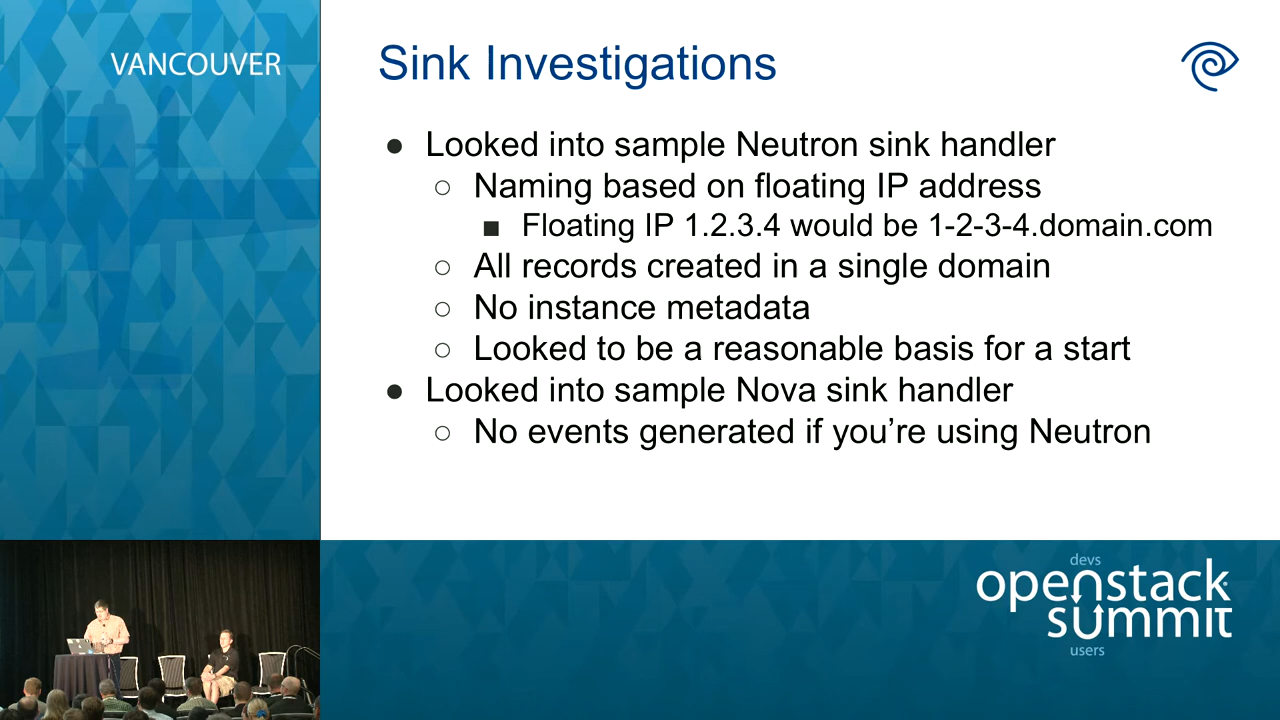 VANCOUVER
Sink Investigations
● Looked into sample Neutron sink handler
○ Naming based on floating IP address
■ Floating IP 1.2.3.4 would be 1-2-3-4.domain.com
○ All records created in a single domain
○ No instance metadata
○ Looked to be a reasonable basis for a start
● Looked into sample Nova sink handler
○ No events generated if you’re using Neutron
devs
openstack
summit
users